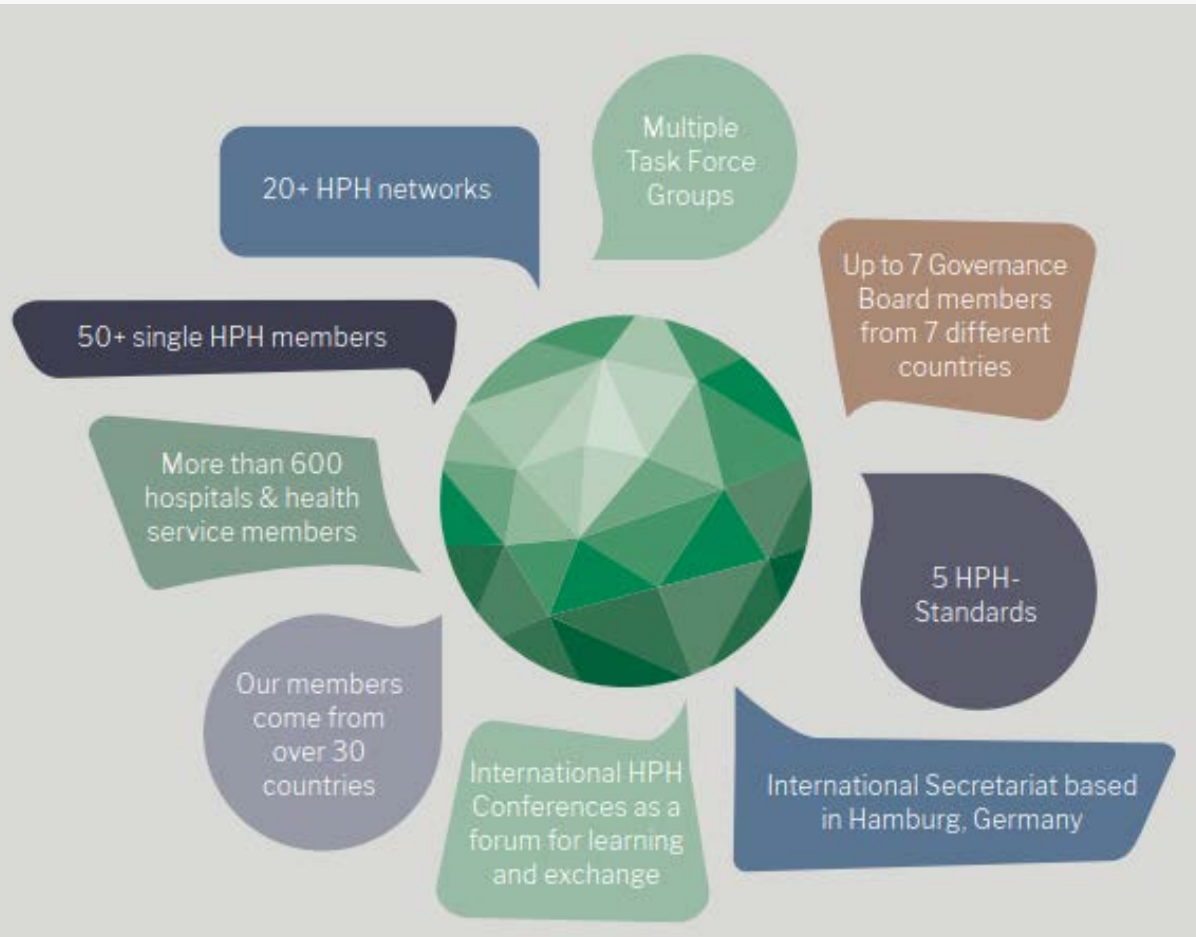 Multiple
Task Force
Groups
20+ HPH networks
Up to 7 Governance
Board members
from 7 different
countries
50+ single HPH members
More than 600
hospitals & health
service members
5 HPH-
Standards
Our members
come from
over 30
countries
International HPH
Conferences as a
forum for learning
and exchange
International Secretariat based
in Hamburg, Germany